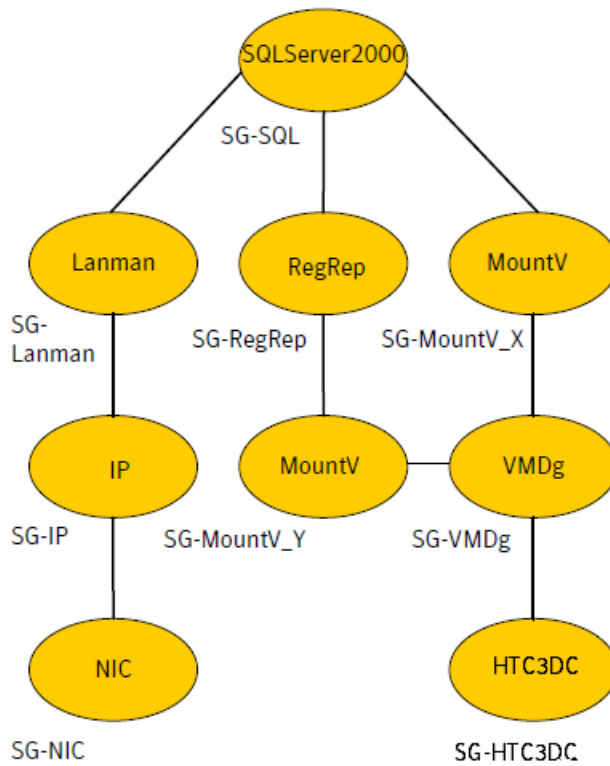 SQLServer2000
SG-SQL
Lanman
RegRep
MountV
SG-
Lanman
SG-RegRep
SG-MountV_X
IP
MountV
VMDg
SG-IP
SG-MountV_Y
SG-VMDg
NIC
HTC3DC
SG-NIC
SG-HTC3DC